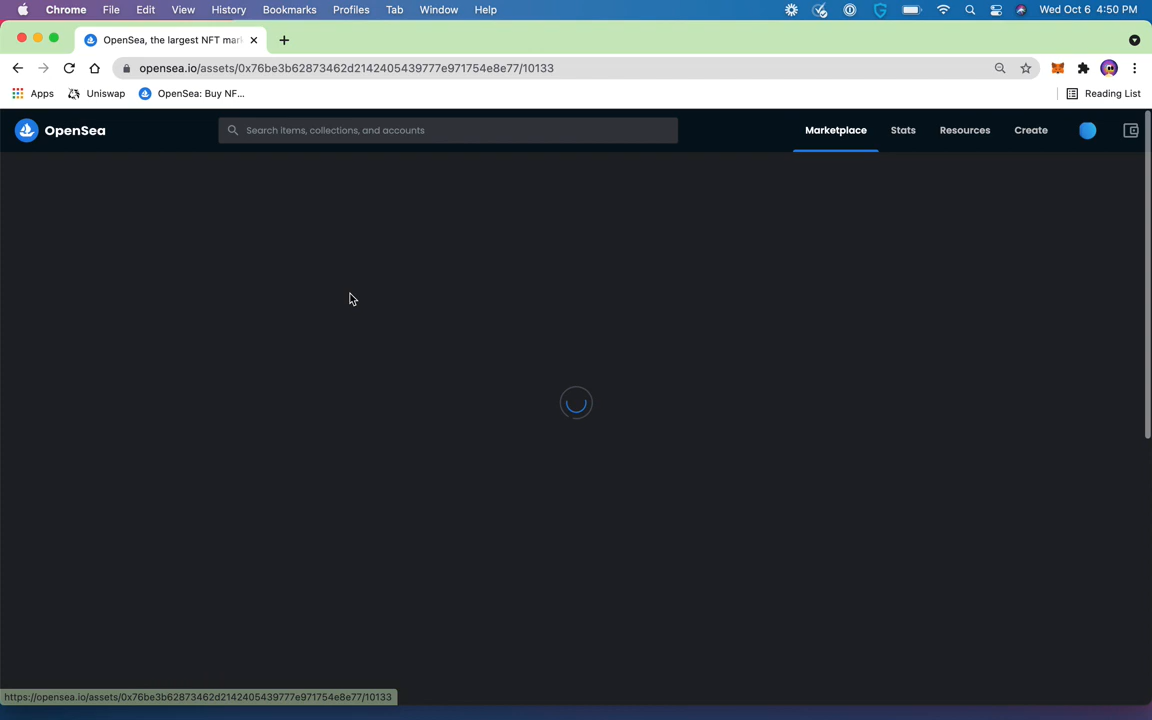 Chrome File Edit View History Bookmarks Profiles Tab Window Help Wed Oct 6 4:50 PM
OpenSea, the largest NFT mar
opensea.io/assets/0x76be3b62873462d2142405439777e971754e8e77/10133
Apps Uniswap OpenSea: Buy NF... Reading List
OpenSea Search items, collections, and accounts Marketplace Stats Resources Create
https://opensea.io/assets/0x76be3b62873462d2142405439777e971754e8e77/10133